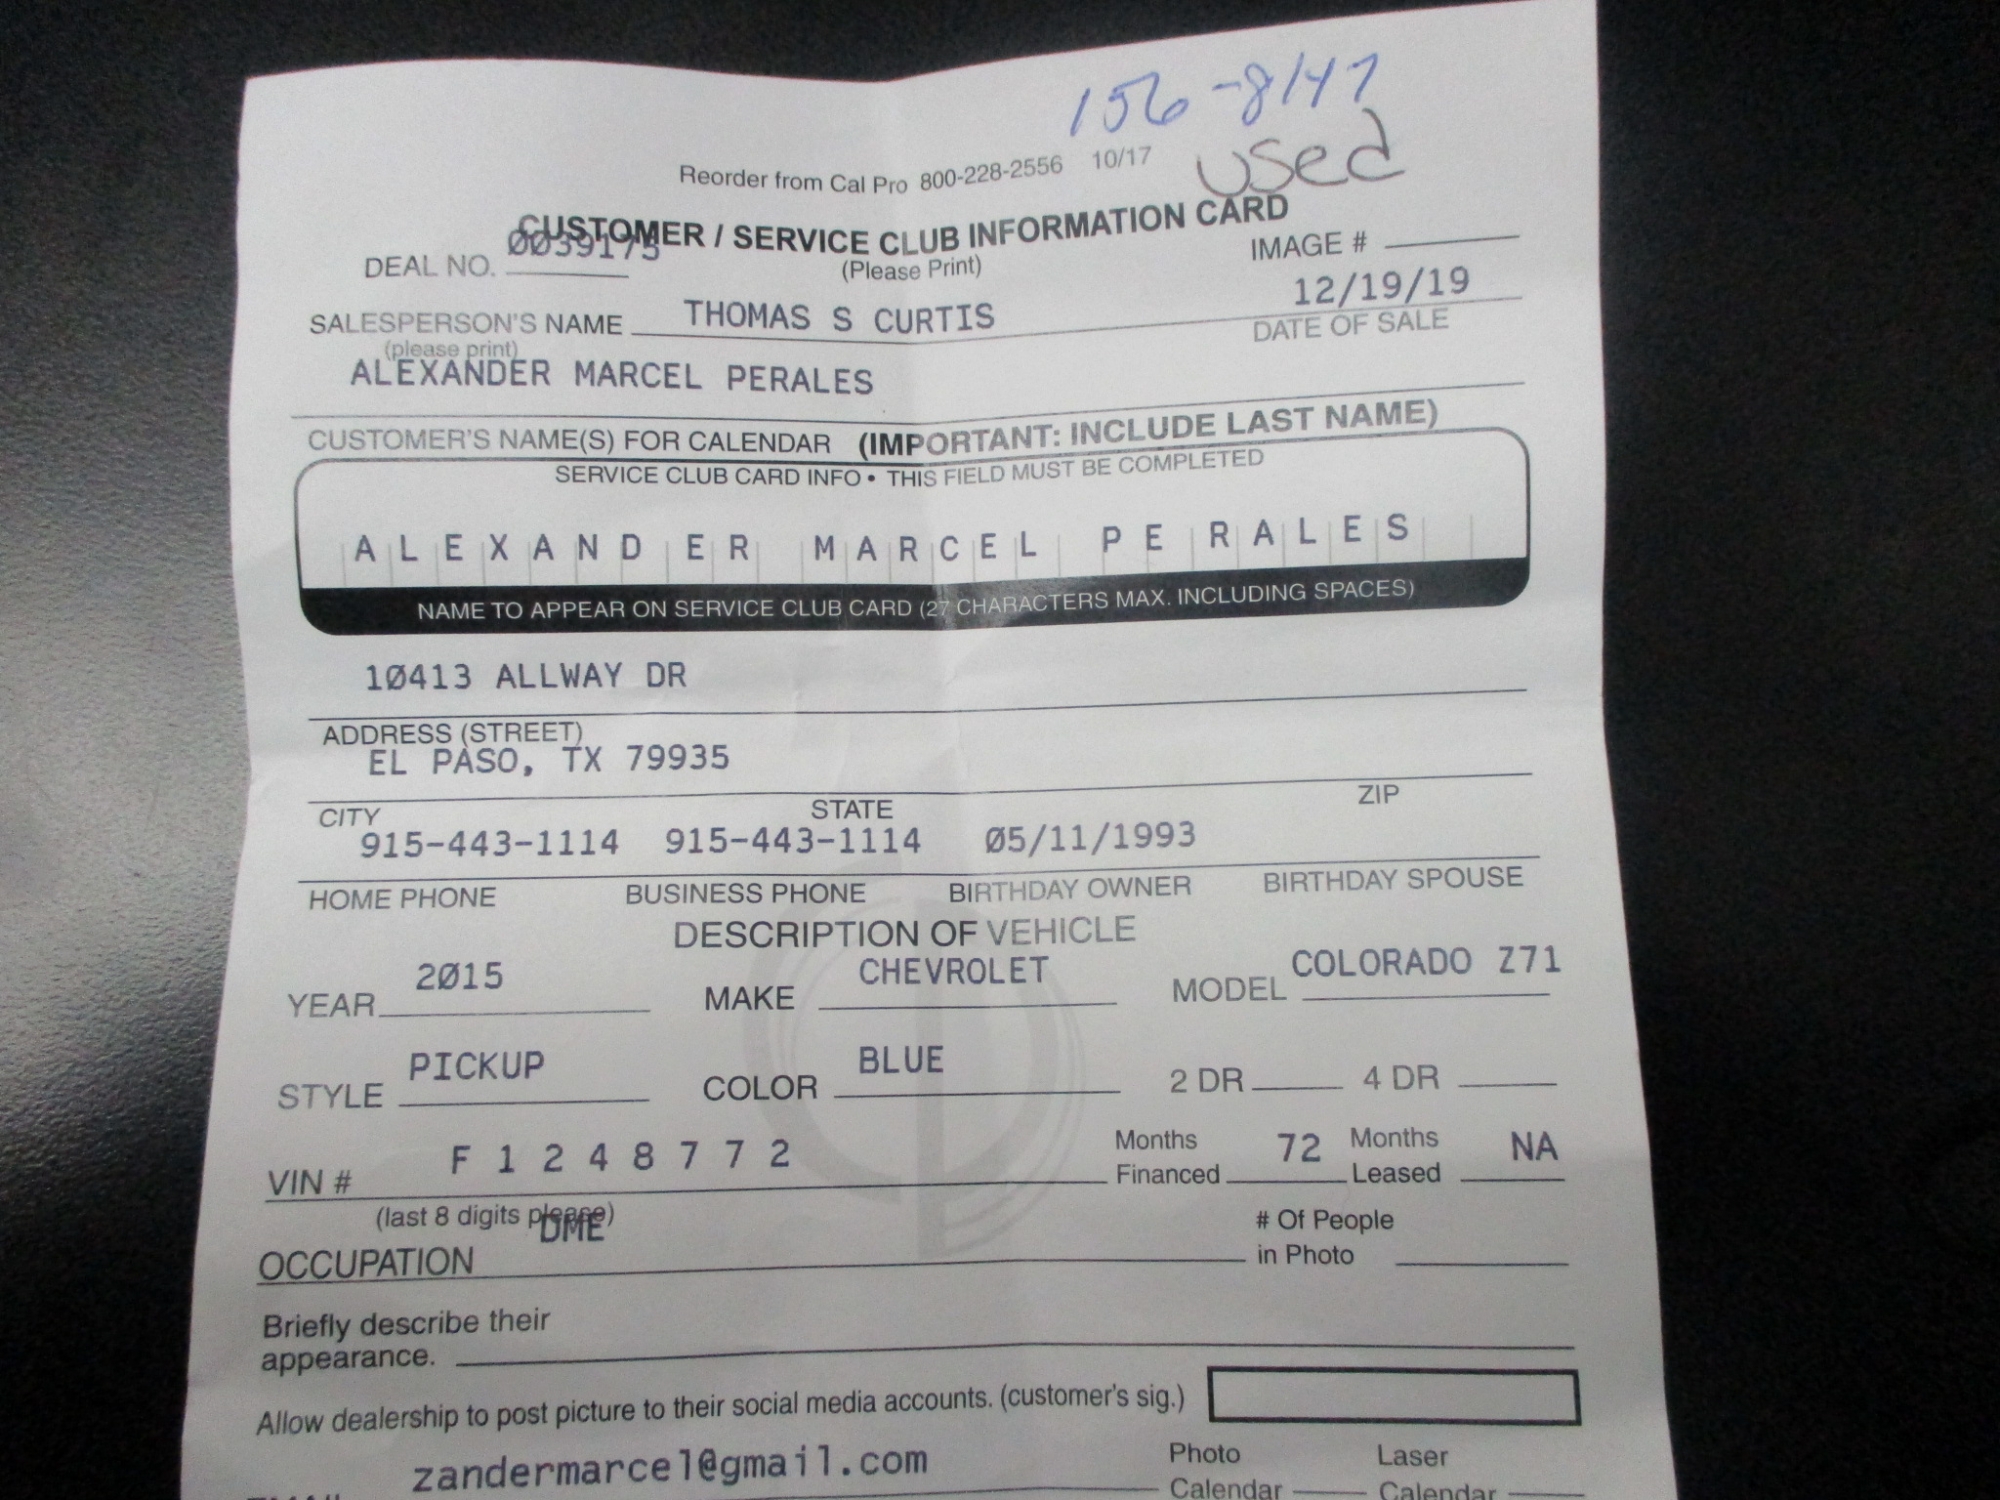 156-8147
Used
Reorder from Cal Pro 800-228-2556 10/17
CUSTOMER / SERVICE CLUB INFORMATION CARD
(Please Print)
DEAL NO. 0039175
IMAGE #
SALESPERSON'S NAME THOMAS S CURTIS
(please print)
12/19/19
DATE OF SALE
ALEXANDER MARCEL PERALES
CUSTOMER'S NAME(S) FOR CALENDAR (IMPORTANT: INCLUDE LAST NAME)
SERVICE CLUB CARD INFO • THIS FIELD MUST BE COMPLETED
ALEXANDER MARCEL PERALES
NAME TO APPEAR ON SERVICE CLUB CARD (27 CHARACTERS MAX. INCLUDING SPACES)
10413 ALLWAY DR
ADDRESS (STREET)
EL PASO, TX 79935
CITY STATE ZIP
915-443-1114 915-443-1114 05/11/1993
HOME PHONE BUSINESS PHONE BIRTHDAY OWNER BIRTHDAY SPOUSE
DESCRIPTION OF VEHICLE
YEAR 2015 MAKE CHEVROLET MODEL COLORADO Z71
STYLE PICKUP COLOR BLUE 2 DR 4 DR
VIN # F1248772 Months Financed 72 Months Leased NA
(last 8 digits please)
OCCUPATION DME # Of People in Photo
Briefly describe their
appearance.
Allow dealership to post picture to their social media accounts. (customer's sig.)
zandermarcel@gmail.com
Photo Calendar Laser Calendar